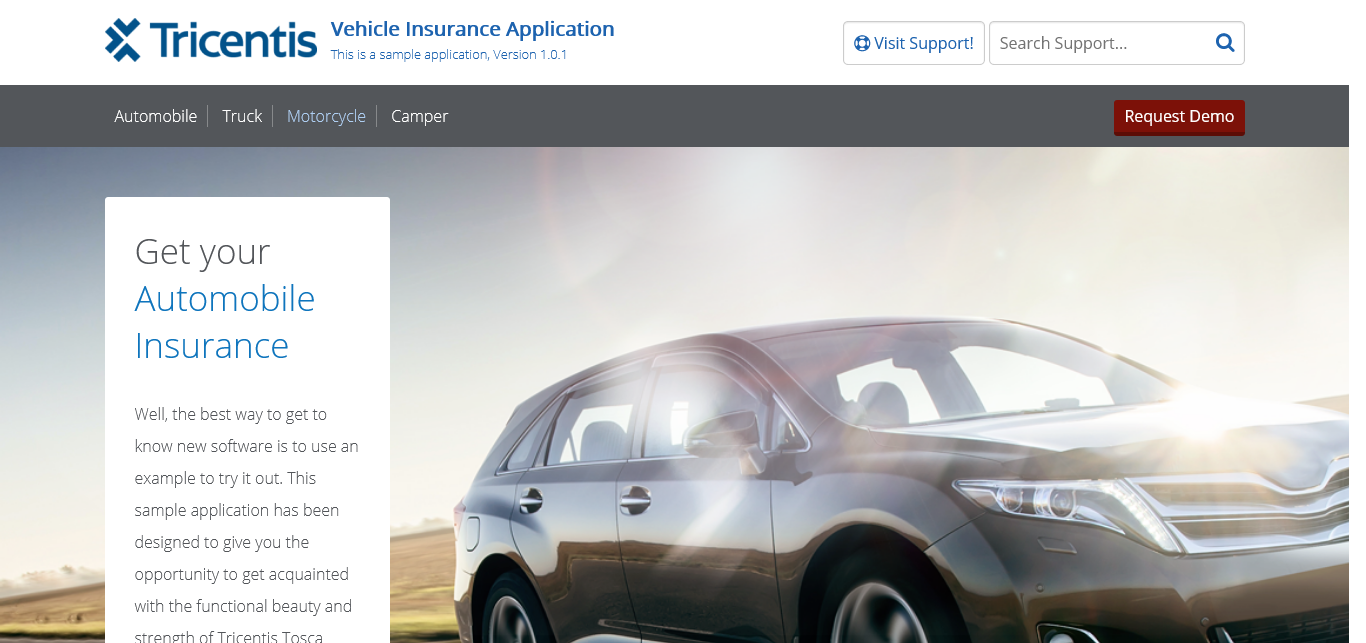 Tricentis
Vehicle Insurance Application
This is a sample application, Version 1.0.1
Visit Support!
Search Support...
Automobile
Truck
Motorcycle
Camper
Request Demo
Get your
Automobile
Insurance
Well, the best way to get to
know new software is to use an
example to try it out. This
sample application has been
designed to give you the
opportunity to get acquainted
with the functional beauty and
strength of Tricentis Tosca